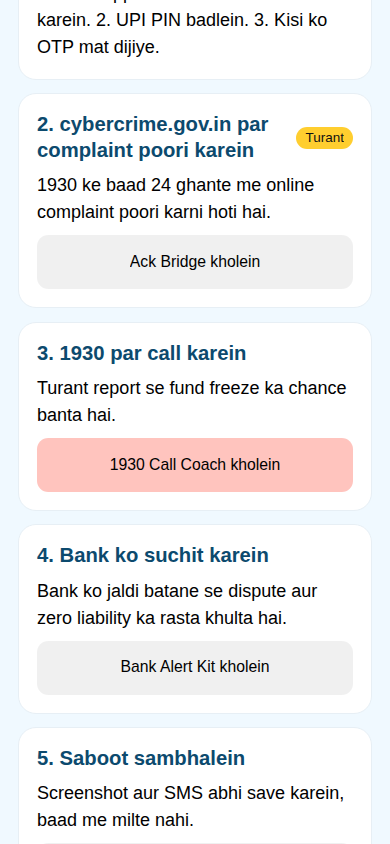 karein. 2. UPI PIN badlein. 3. Kisi ko
OTP mat dijiye.
2. cybercrime.gov.in par
complaint poori karein
Turant
1930 ke baad 24 ghante me online
complaint poori karni hoti hai.
Ack Bridge kholein
3. 1930 par call karein
Turant report se fund freeze ka chance
banta hai.
1930 Call Coach kholein
4. Bank ko suchit karein
Bank ko jaldi batane se dispute aur
zero liability ka rasta khulta hai.
Bank Alert Kit kholein
5. Saboot sambhalein
Screenshot aur SMS abhi save karein,
baad me milte nahi.